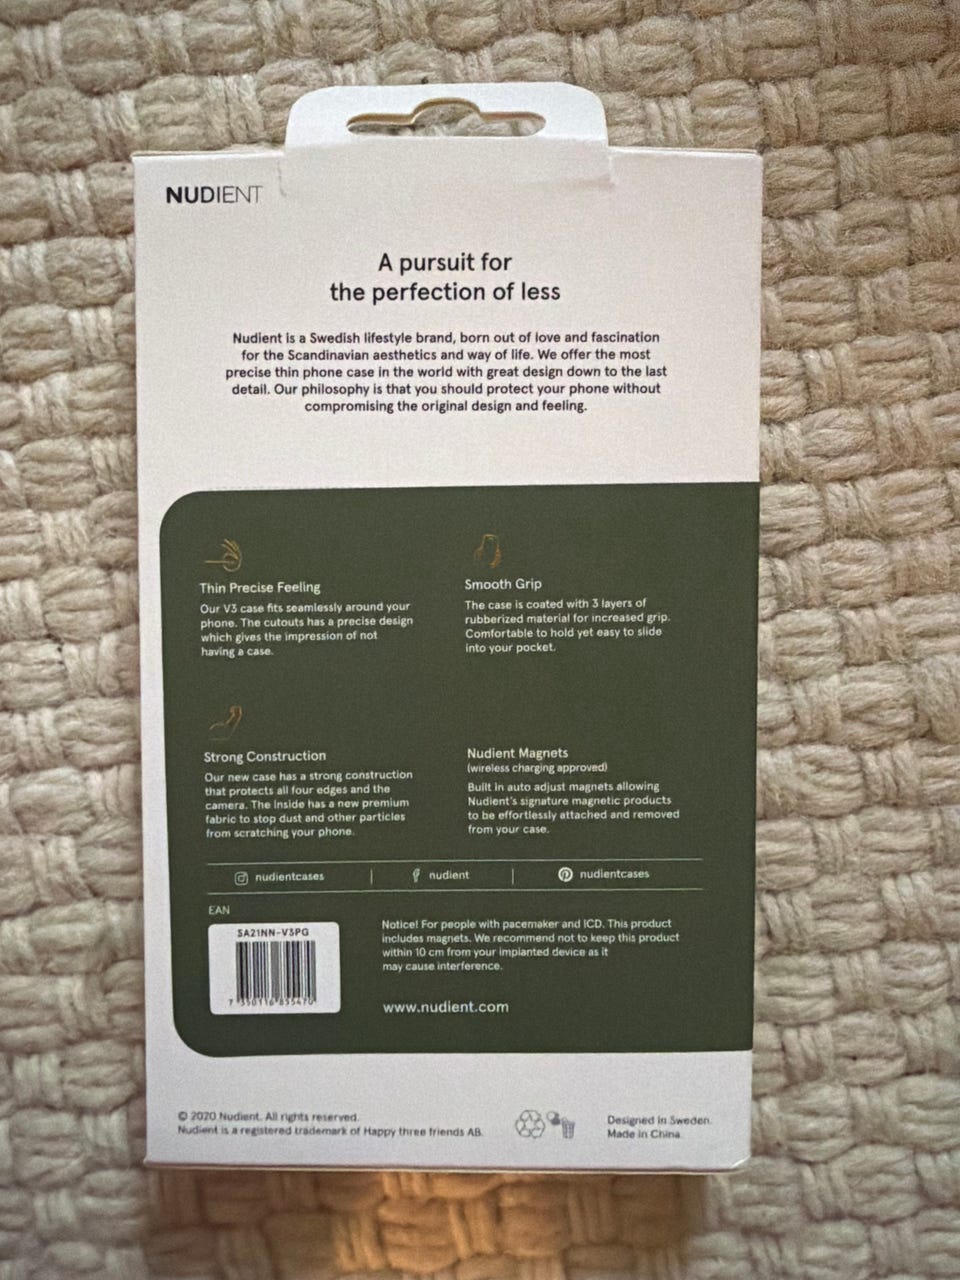 NUDIENT
A pursuit for
the perfection of less
Nudient is a Swedish lifestyle brand, born out of love and fascination
for the Scandinavian aesthetics and way of life. We offer the most
precise thin phone case in the world with great design down to the last
detail. Our philosophy is that you should protect your phone without
compromising the original design and feeling.
Thin Precise Feeling
Our V3 case fits seamlessly around your
phone. The cutouts has a precise design
which gives the impression of not
having a case.
Smooth Grip
The case is coated with 3 layers of
rubberized material for increased grip.
Comfortable to hold yet easy to slide
into your pocket.
Strong Construction
Our new case has a strong construction
that protects all four edges and the
camera. The inside has a new premium
fabric to stop dust and other particles
from scratching your phone.
Nudient Magnets
(wireless charging approved)
Built in auto adjust magnets allowing
Nudient's signature magnetic products
to be effortlessly attached and removed
from your case.
nudientcases | nudient | nudientcases
EAN
SA21NN-V3PG
Notice! For people with pacemaker and ICD. This product
includes magnets. We recommend not to keep this product
within 10 cm from your implanted device as it
may cause interference.
www.nudient.com
© 2020 Nudient. All rights reserved.
Nudient is a registered trademark of Happy three friends AB.
Designed in Sweden.
Made in China.